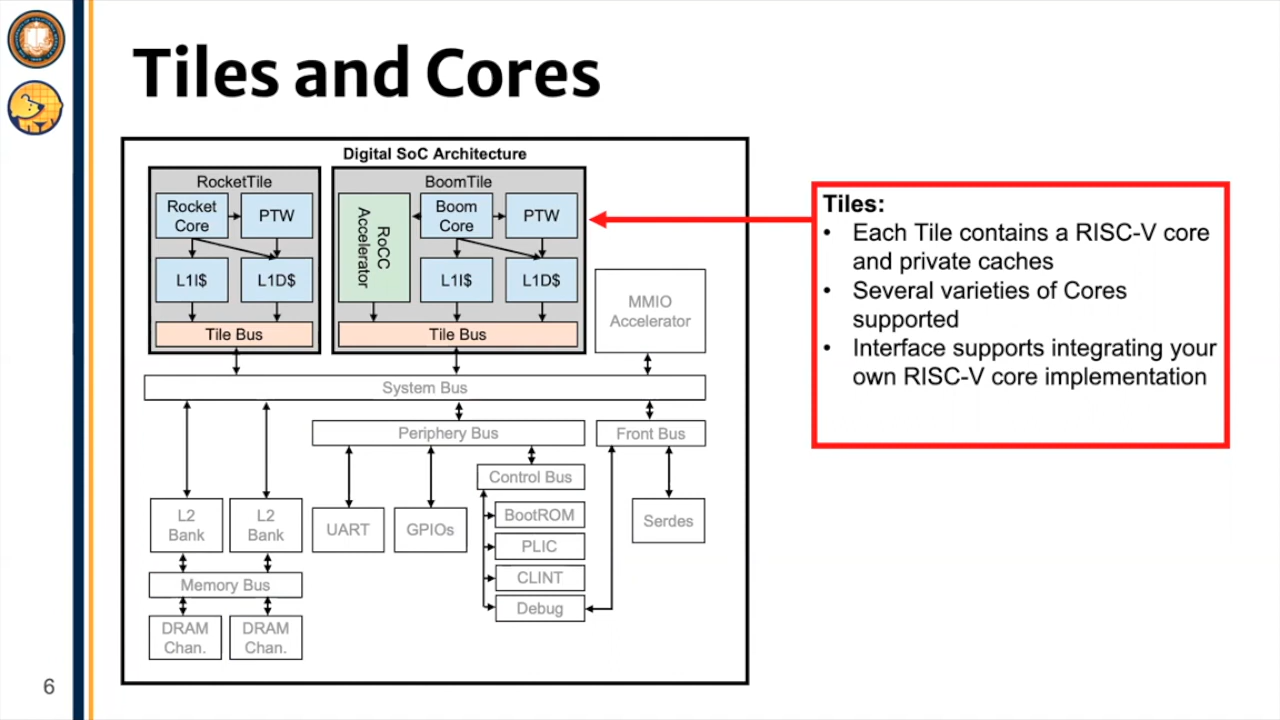 Tiles and Cores
Digital SoC Architecture
RocketTile
Rocket
Core
PTW
L1I$
L1D$
Tile Bus
BoomTile
RoCC
Accelerator
Boom
Core
PTW
L1I$
L1D$
Tile Bus
MMIO
Accelerator
System Bus
Periphery Bus
Front Bus
Control Bus
L2
Bank
L2
Bank
UART
GPIOs
BootROM
PLIC
CLINT
Debug
Serdes
Memory Bus
DRAM
Chan.
DRAM
Chan.
Tiles:
• Each Tile contains a RISC-V core
and private caches
• Several varieties of Cores
supported
• Interface supports integrating your
own RISC-V core implementation
6